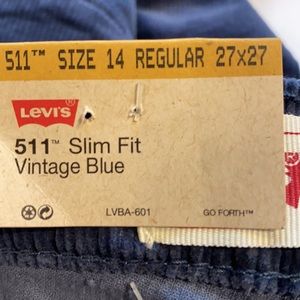 511™ SIZE 14 REGULAR 27x27
LEVI'S®
511™ Slim Fit
Vintage Blue
LVBA-601
GO FORTH™